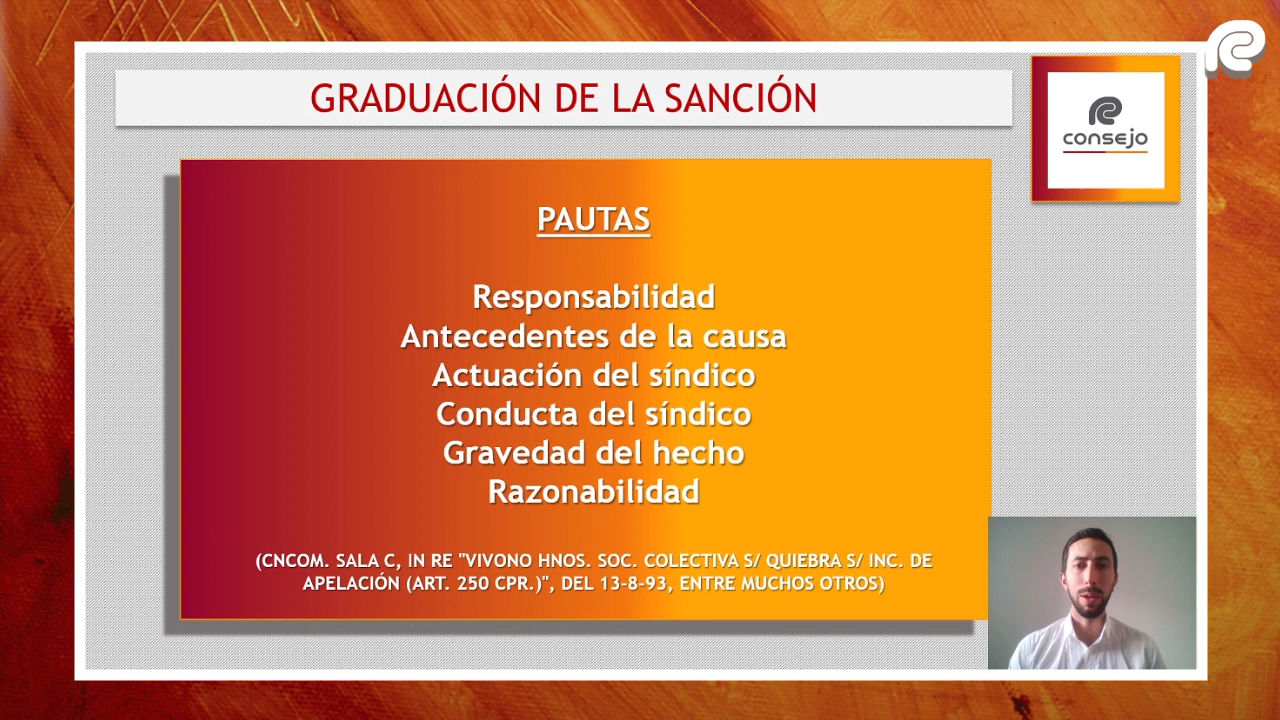 GRADUACIÓN DE LA SANCIÓN
consejo
PAUTAS
Responsabilidad
Antecedentes de la causa
Actuación del síndico
Conducta del síndico
Gravedad del hecho
Razonabilidad
(CNCOM. SALA C, IN RE "VIVONO HNOS. SOC. COLECTIVA S/ QUIEBRA S/ INC. DE
APELACIÓN (ART. 250 CPR.)", DEL 13-8-93, ENTRE MUCHOS OTROS)